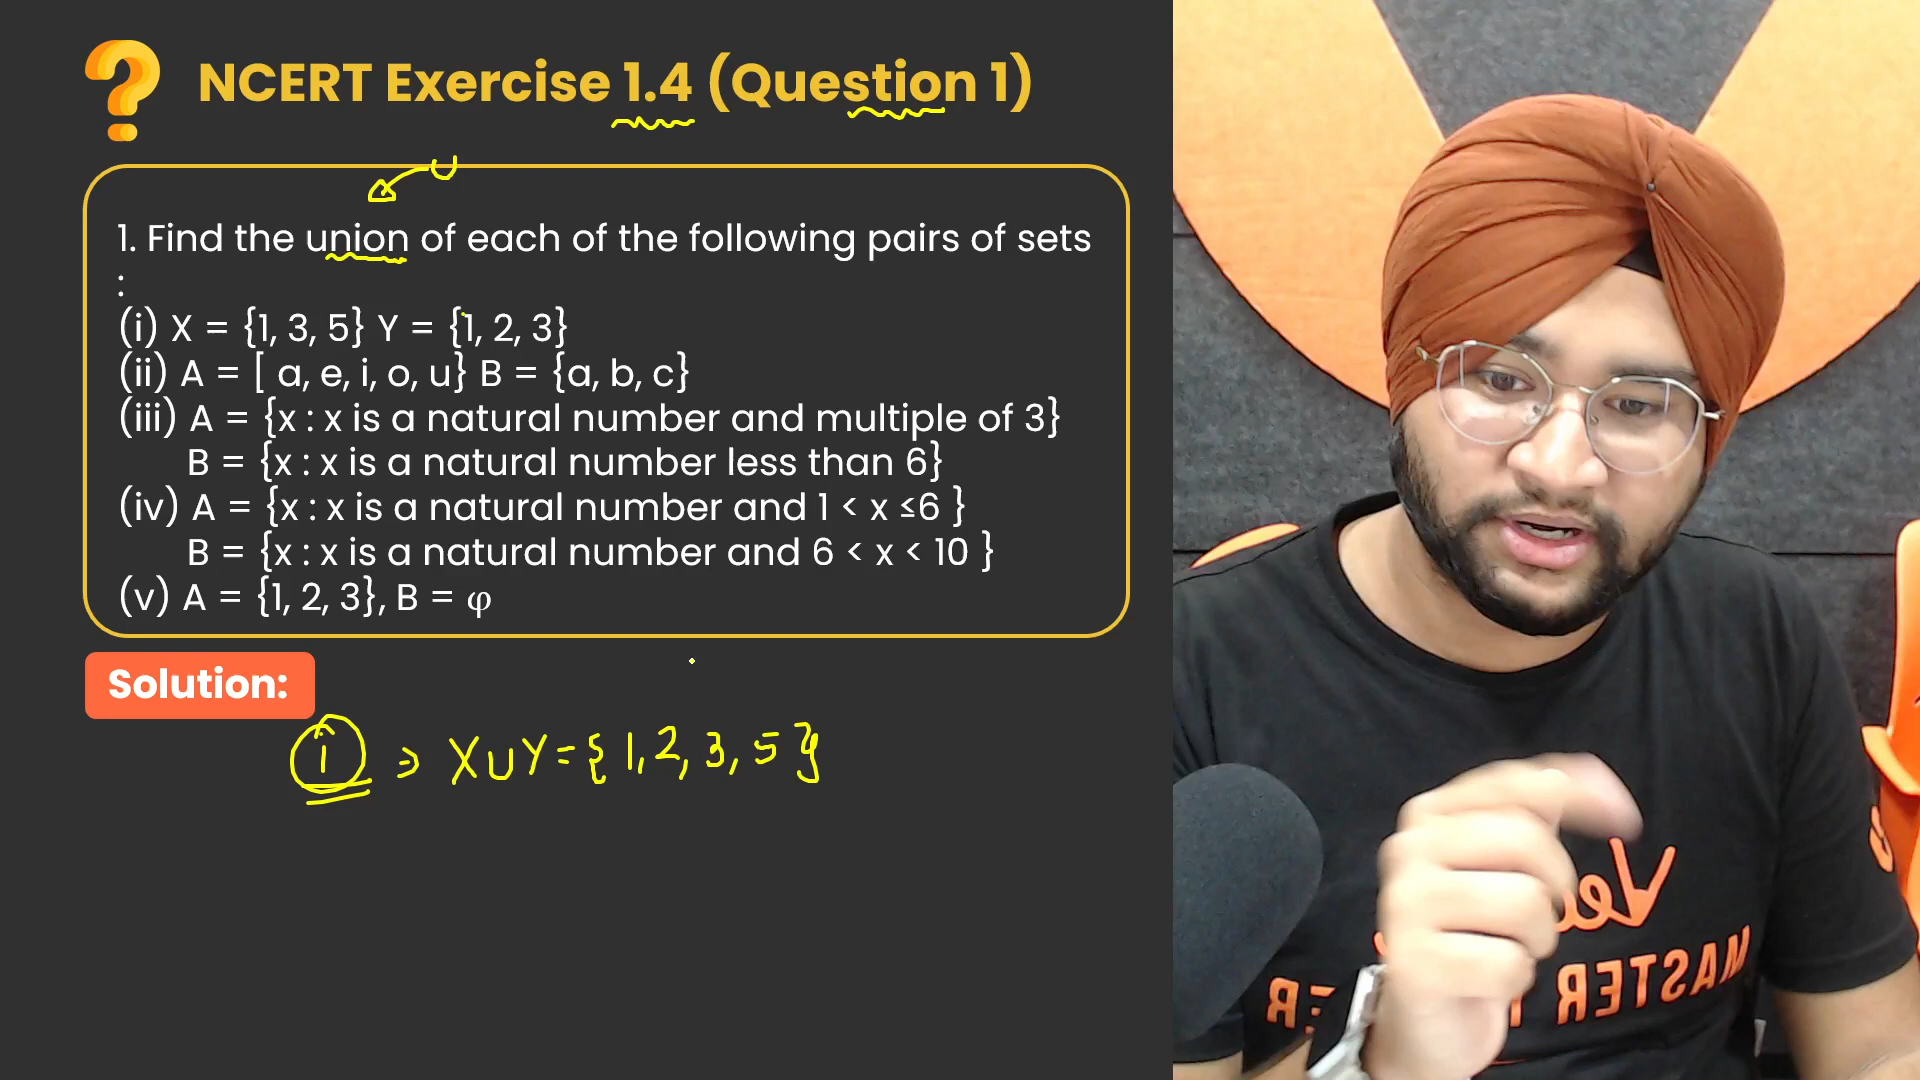 NCERT Exercise 1.4 (Question 1)
U
1. Find the union of each of the following pairs of sets
:
(i) X = {1, 3, 5} Y = {1, 2, 3}
(ii) A = [ a, e, i, o, u} B = {a, b, c}
(iii) A = {x : x is a natural number and multiple of 3}
B = {x : x is a natural number less than 6}
(iv) A = {x : x is a natural number and 1 < x ≤6 }
B = {x : x is a natural number and 6 < x < 10 }
(v) A = {1, 2, 3}, B = φ
Solution:
i ⇒ X∪Y = { 1, 2, 3, 5 }
Ve
MASTER